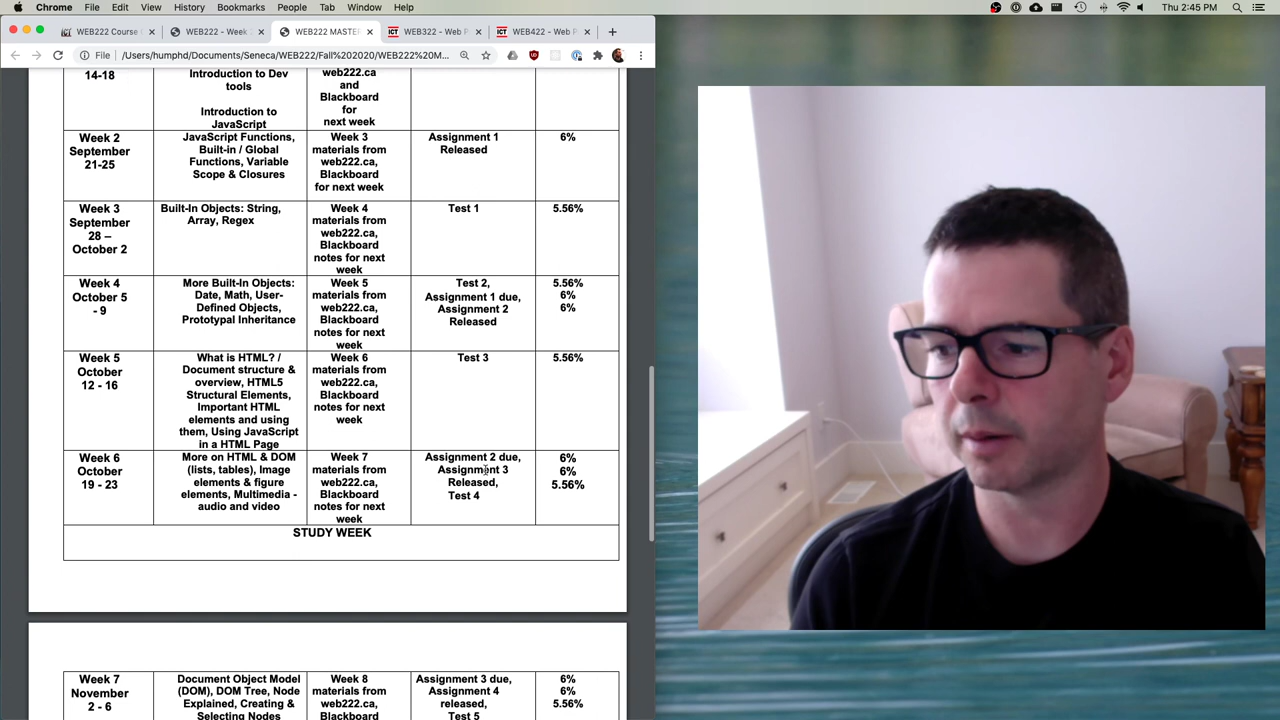 Chrome File Edit View History Bookmarks People Tab Window Help Thu 2:45 PM
WEB222 Course WEB222 - Week WEB222 MASTE WEB322 - Web P WEB422 - Web P
File /Users/humphd/Documents/Seneca/WEB222/Fall%202020/WEB222%20M...
14-18
Introduction to Dev
tools
Introduction to
JavaScript
web222.ca
and
Blackboard
for
next week
Week 2
September
21-25
JavaScript Functions,
Built-in / Global
Functions, Variable
Scope & Closures
Week 3
materials from
web222.ca,
Blackboard
for next week
Assignment 1
Released
6%
Week 3
September
28 –
October 2
Built-In Objects: String,
Array, Regex
Week 4
materials from
web222.ca,
Blackboard
notes for next
week
Test 1
5.56%
Week 4
October 5
- 9
More Built-In Objects:
Date, Math, User-
Defined Objects,
Prototypal Inheritance
Week 5
materials from
web222.ca,
Blackboard
notes for next
week
Test 2,
Assignment 1 due,
Assignment 2
Released
5.56%
6%
6%
Week 5
October
12 - 16
What is HTML? /
Document structure &
overview, HTML5
Structural Elements,
Important HTML
elements and using
them, Using JavaScript
in a HTML Page
Week 6
materials from
web222.ca,
Blackboard
notes for next
week
Test 3
5.56%
Week 6
October
19 - 23
More on HTML & DOM
(lists, tables), Image
elements & figure
elements, Multimedia -
audio and video
Week 7
materials from
web222.ca,
Blackboard
notes for next
week
Assignment 2 due,
Assignment 3
Released,
Test 4
6%
6%
5.56%
STUDY WEEK
Week 7
November
2 - 6
Document Object Model
(DOM), DOM Tree, Node
Explained, Creating &
Selecting Nodes
Week 8
materials from
web222.ca,
Blackboard
Assignment 3 due,
Assignment 4
released,
Test 5
6%
6%
5.56%